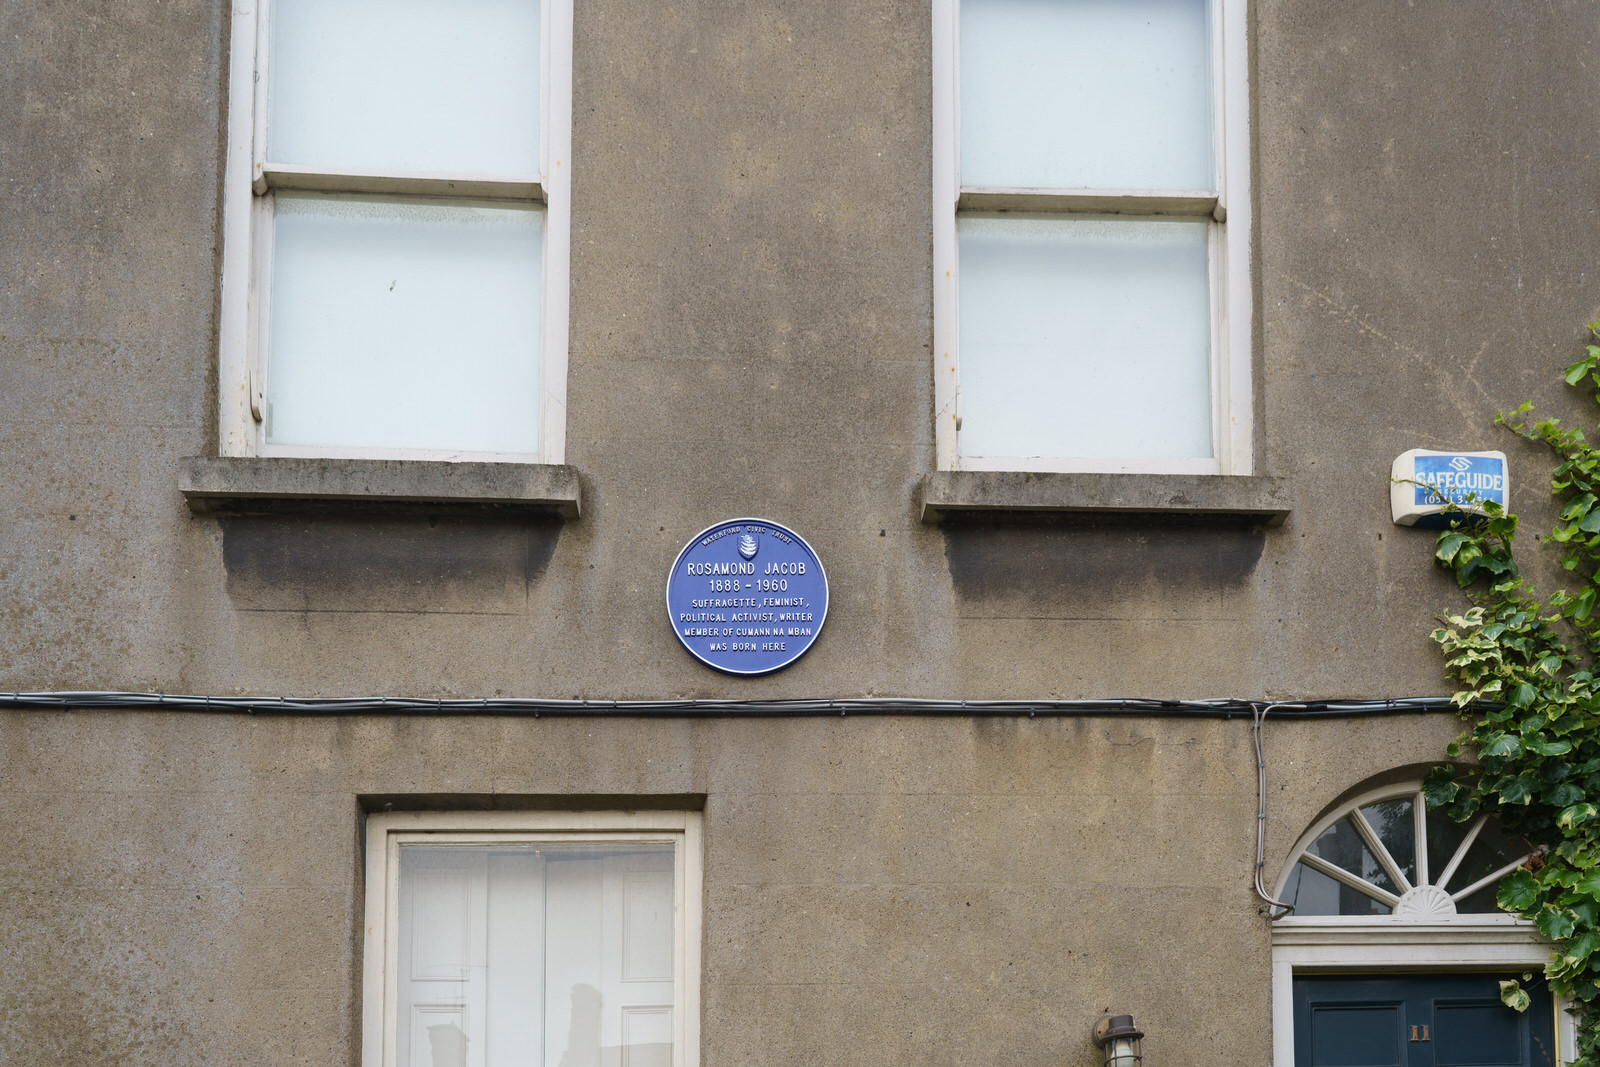 WATERFORD CIVIC TRUST
ROSAMOND JACOB
1888 - 1960
SUFFRAGETTE, FEMINIST,
POLITICAL ACTIVIST, WRITER
MEMBER OF CUMANN NA MBAN
WAS BORN HERE
SAFEGUIDE
11